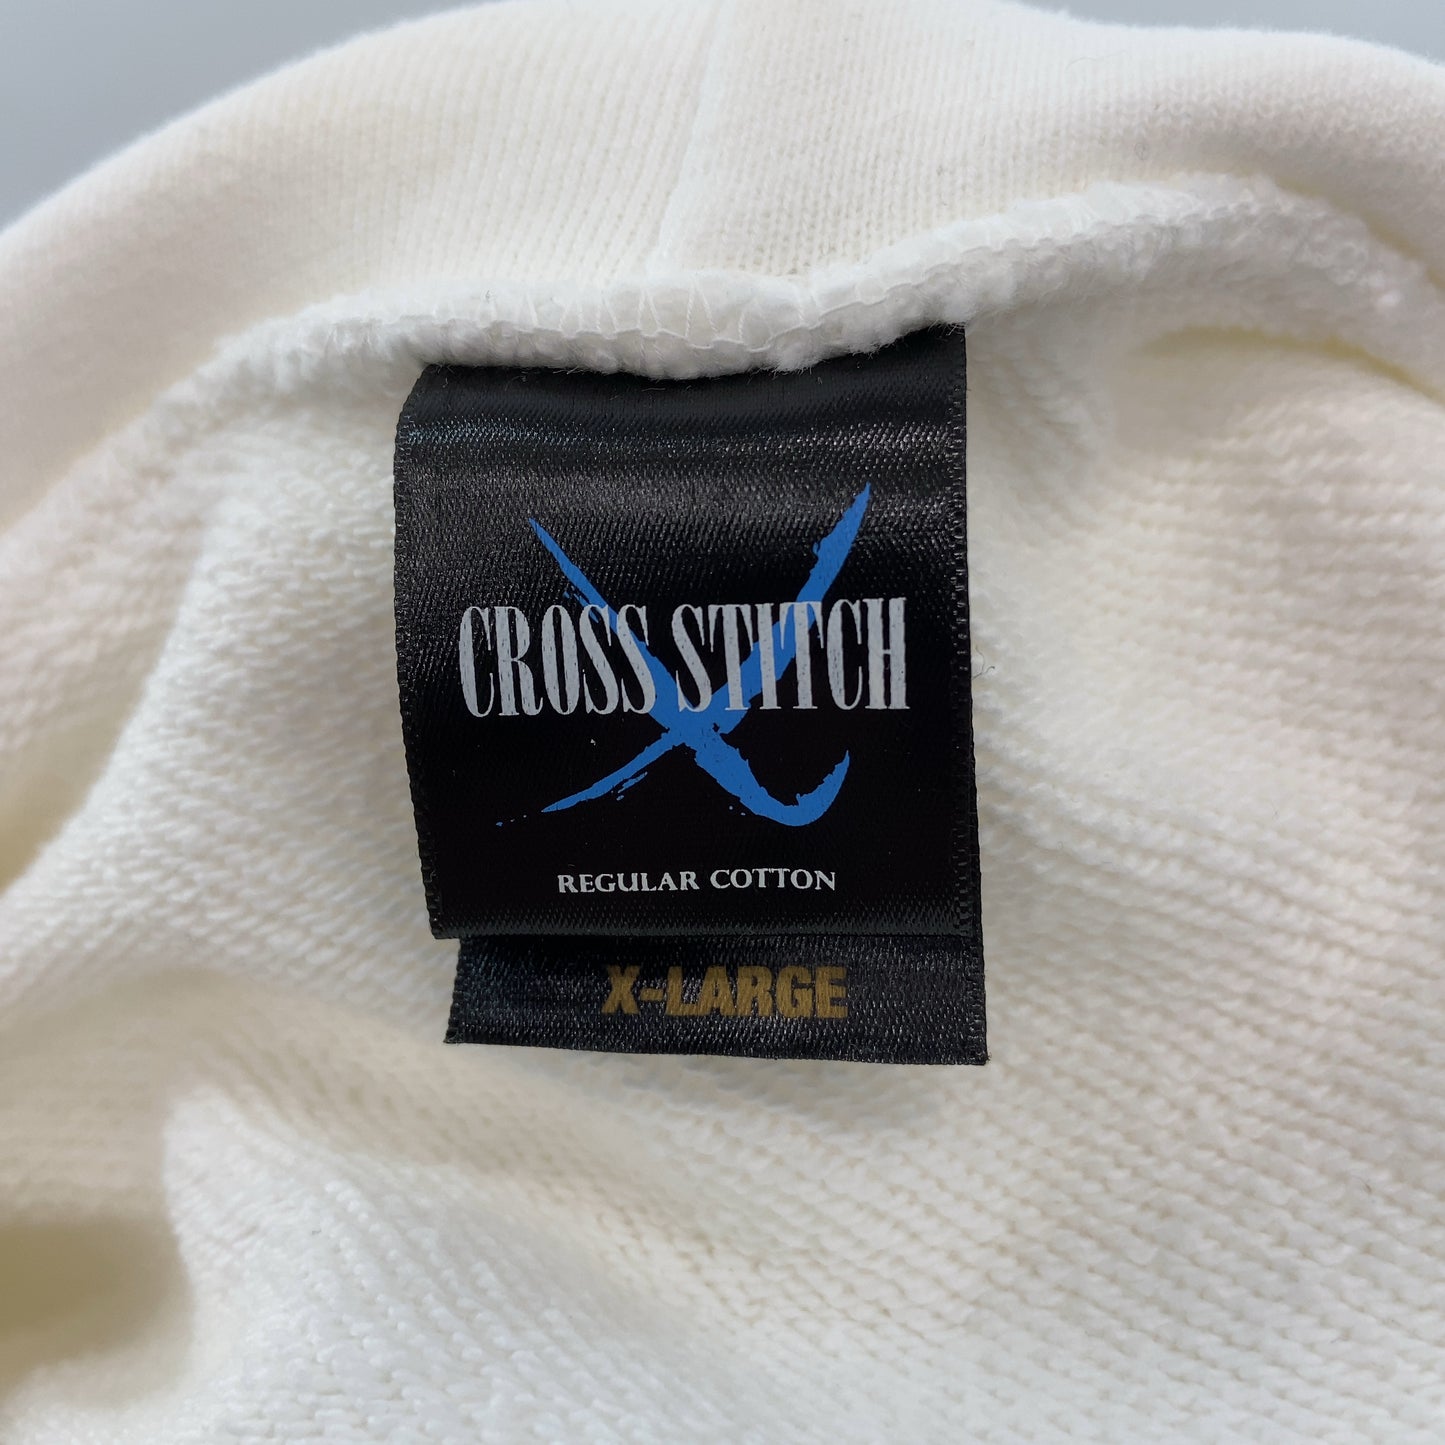 CROSS STITCH
REGULAR COTTON
X-LARGE